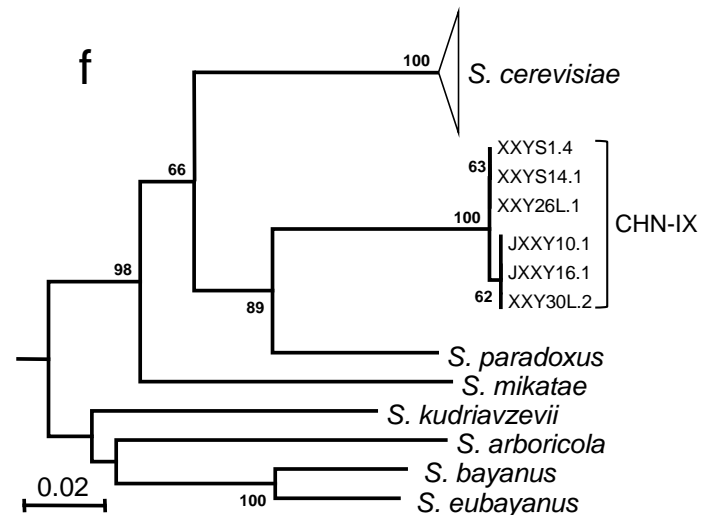 f
100
S. cerevisiae
XXYS1.4
63
XXYS14.1
66
XXY26L.1
100
CHN-IX
JXXY10.1
98
JXXY16.1
62
XXY30L.2
89
S. paradoxus
S. mikatae
S. kudriavzevii
S. arboricola
S. bayanus
0.02
100
S. eubayanus